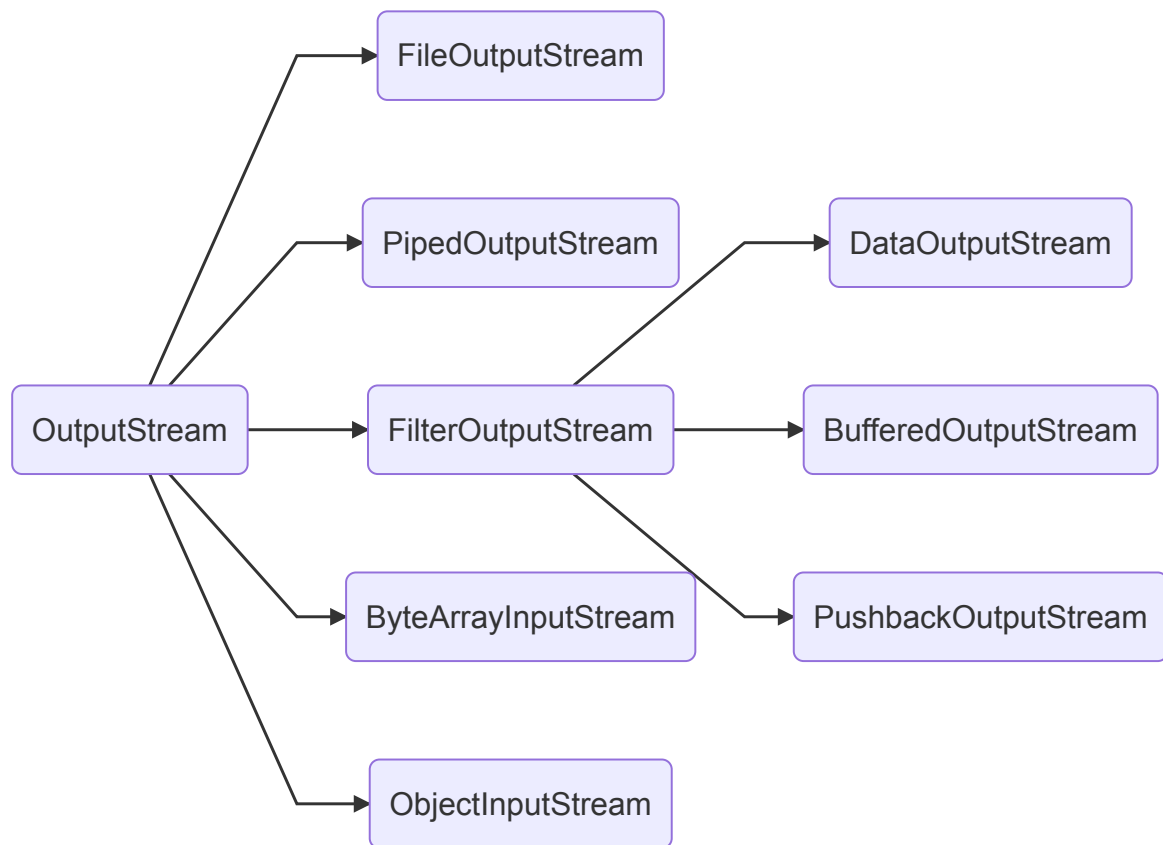 FileOutputStream
PipedOutputStream
DataOutputStream
OutputStream
FilterOutputStream
BufferedOutputStream
ByteArrayInputStream
PushbackOutputStream
ObjectInputStream